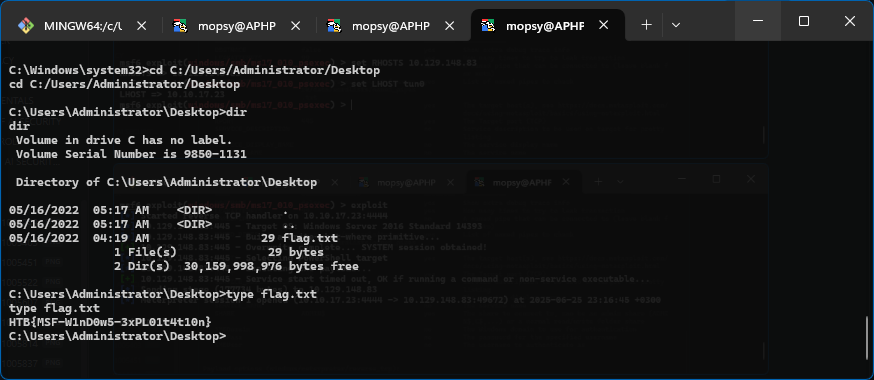 MINGW64:/c/U
mopsy@APHP
mopsy@APHP
mopsy@APHP
C:\Windows\system32>cd C:/Users/Administrator/Desktop
cd C:/Users/Administrator/Desktop
C:\Users\Administrator\Desktop>dir
dir
Volume in drive C has no label.
Volume Serial Number is 9850-1131
Directory of C:\Users\Administrator\Desktop
05/16/2022  05:17 AM    <DIR>          .
05/16/2022  05:17 AM    <DIR>          ..
05/16/2022  04:19 AM                29 flag.txt
1 File(s)             29 bytes
2 Dir(s)  30,159,998,976 bytes free
C:\Users\Administrator\Desktop>type flag.txt
type flag.txt
HTB{MSF-W1nD0w5-3xPL01t4t10n}
C:\Users\Administrator\Desktop>